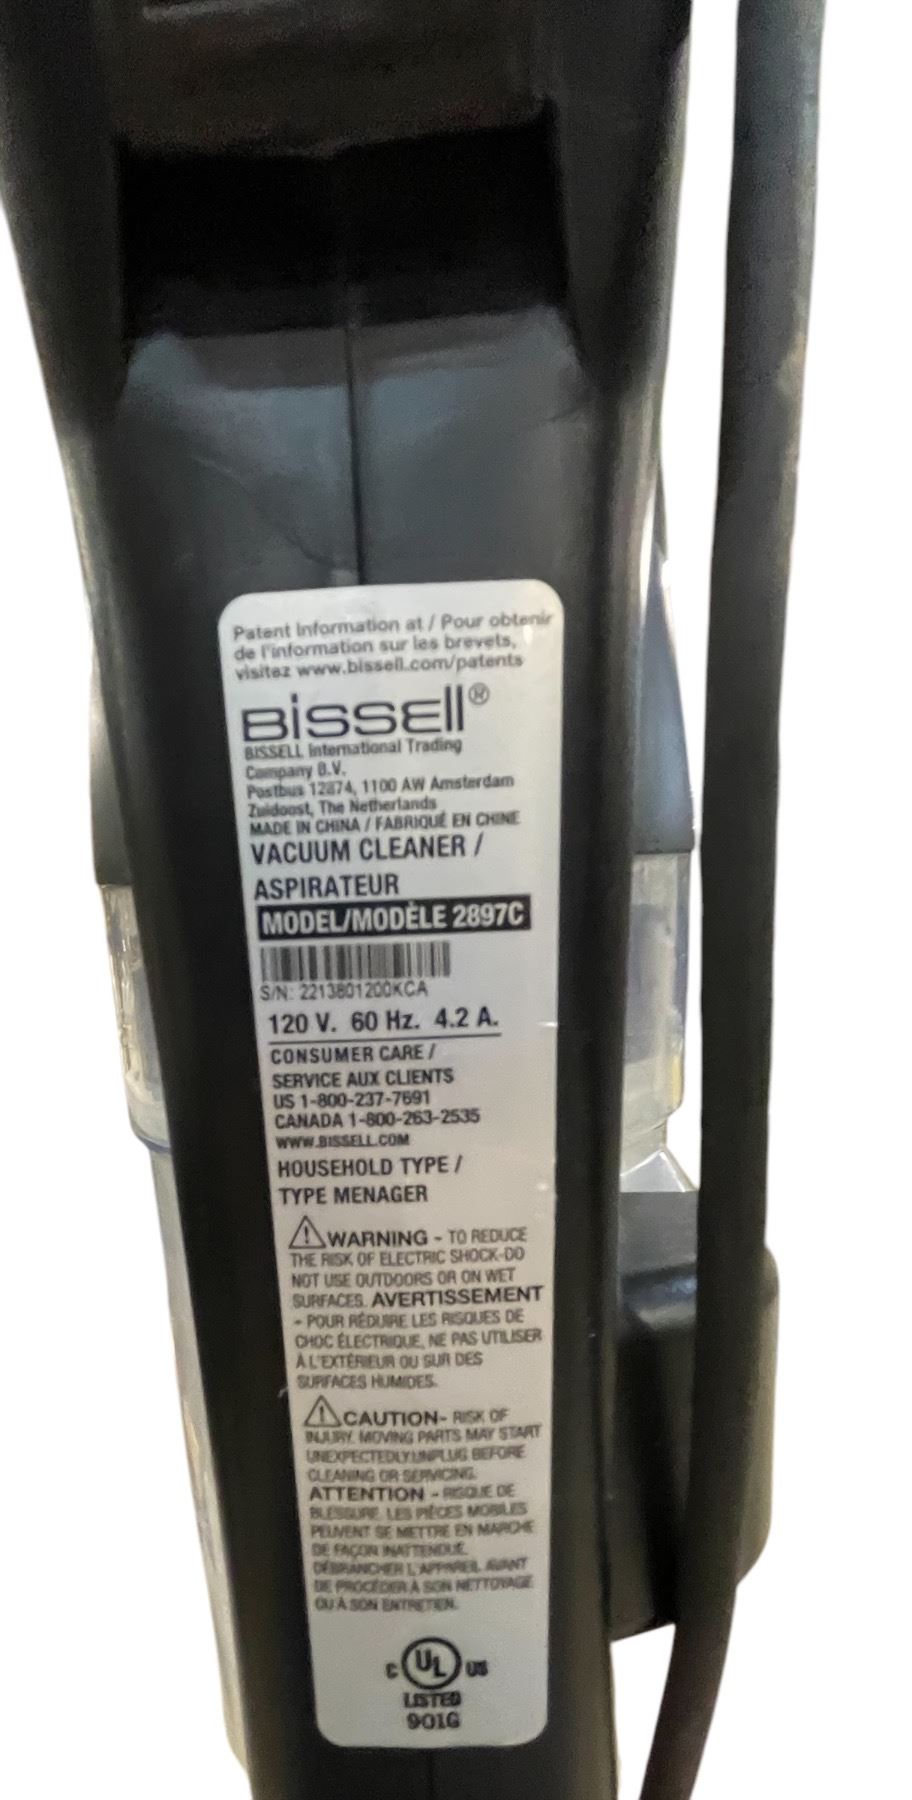 Patent Information at / Pour obtenir
de l'information sur les brevets,
visitez www.bissell.com/patents
BISSELL®
BISSELL International Trading
Company B.V.
Postbus 12874, 1100 AW Amsterdam
Zuidoost, The Netherlands
MADE IN CHINA / FABRIQUÉ EN CHINE
VACUUM CLEANER /
ASPIRATEUR
MODEL/MODÈLE 2897C
S/N: 2213801200KCA
120 V. 60 Hz. 4.2 A.
CONSUMER CARE /
SERVICE AUX CLIENTS
US 1-800-237-7691
CANADA 1-800-263-2535
WWW.BISSELL.COM
HOUSEHOLD TYPE /
TYPE MENAGER
WARNING - TO REDUCE
THE RISK OF ELECTRIC SHOCK-DO
NOT USE OUTDOORS OR ON WET
SURFACES. AVERTISSEMENT
- POUR RÉDUIRE LES RISQUES DE
CHOC ÉLECTRIQUE, NE PAS UTILISER
À L'EXTÉRIEUR OU SUR DES
SURFACES HUMIDES.
CAUTION- RISK OF
INJURY. MOVING PARTS MAY START
UNEXPECTEDLY.UNPLUG BEFORE
CLEANING OR SERVICING.
ATTENTION - RISQUE DE
BLESSURE. LES PIÈCES MOBILES
PEUVENT SE METTRE EN MARCHE
DE FAÇON INATTENDUE.
DÉBRANCHER L'APPAREIL AVANT
DE PROCÉDER À SON NETTOYAGE
OU À SON ENTRETIEN.
C UL US
LISTED
901G